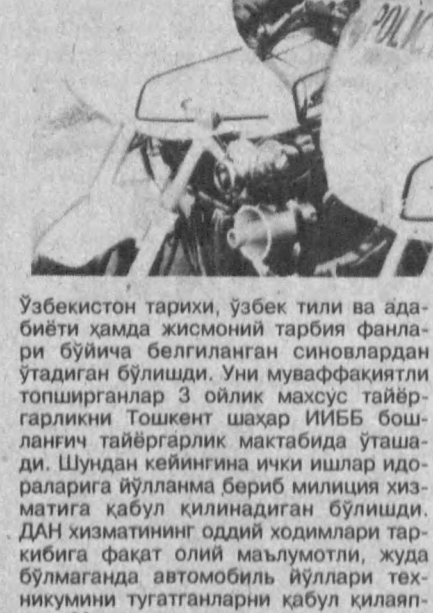 POLIC
Ўзбекистон тарихи, ўзбек тили ва ада-
биёти ҳамда жисмоний тарбия фанла-
ри бўйича белгиланган синовлардан
ўтадиган бўлишди. Уни муваффақиятли
топширганлар 3 ойлик махсус тайёр-
гарликни Тошкент шаҳар ИИББ бош-
ланғич тайёргарлик мактабида ўташа-
ди. Шундан кейингина ички ишлар идо-
раларига йўлланма бериб милиция хиз-
матига қабул қилинадиган бўлишди.
ДАН хизматининг оддий ходимлари тар-
кибига фақат олий маълумотли, жуда
бўлмаганда автомобиль йўллари тех-
никумини тугатганларни қабул қилаяп-